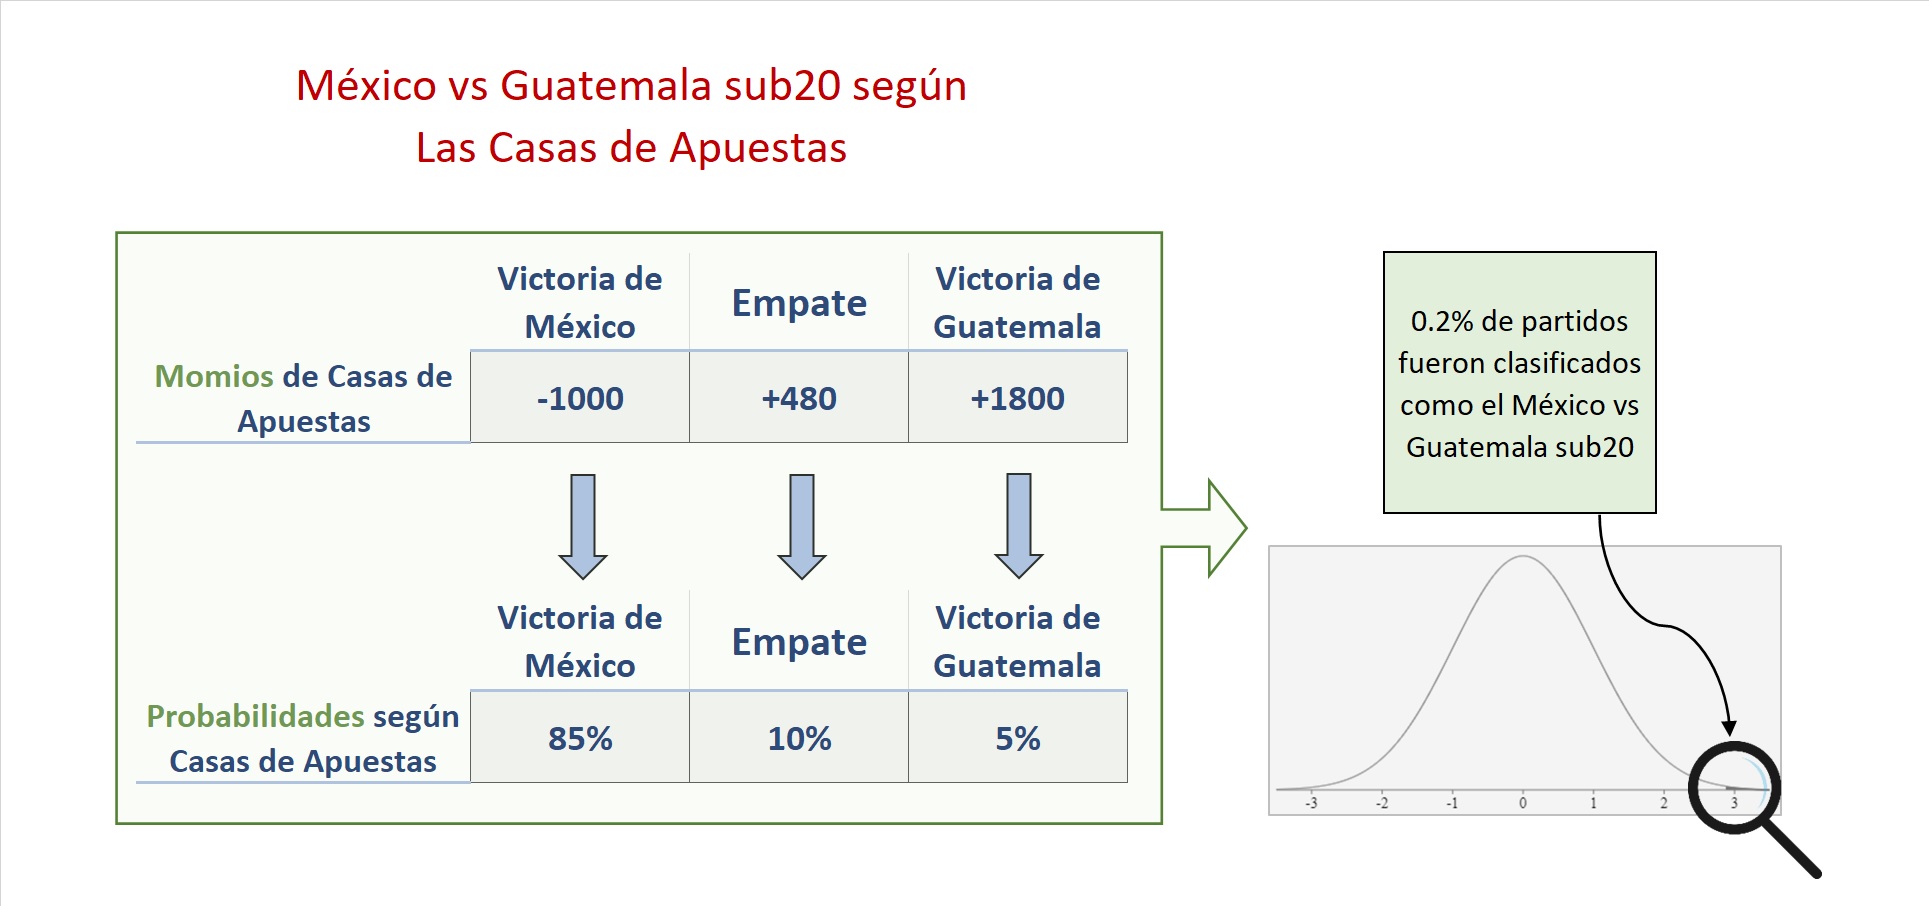 México vs Guatemala sub20 según
Las Casas de Apuestas
Victoria de
México
Empate
Victoria de
Guatemala
Momios de Casas de
Apuestas
-1000
+480
+1800
Victoria de
México
Empate
Victoria de
Guatemala
Probabilidades según
Casas de Apuestas
85%
10%
5%
0.2% de partidos
fueron clasificados
como el México vs
Guatemala sub20
-3 -2 -1 0 1 2 3